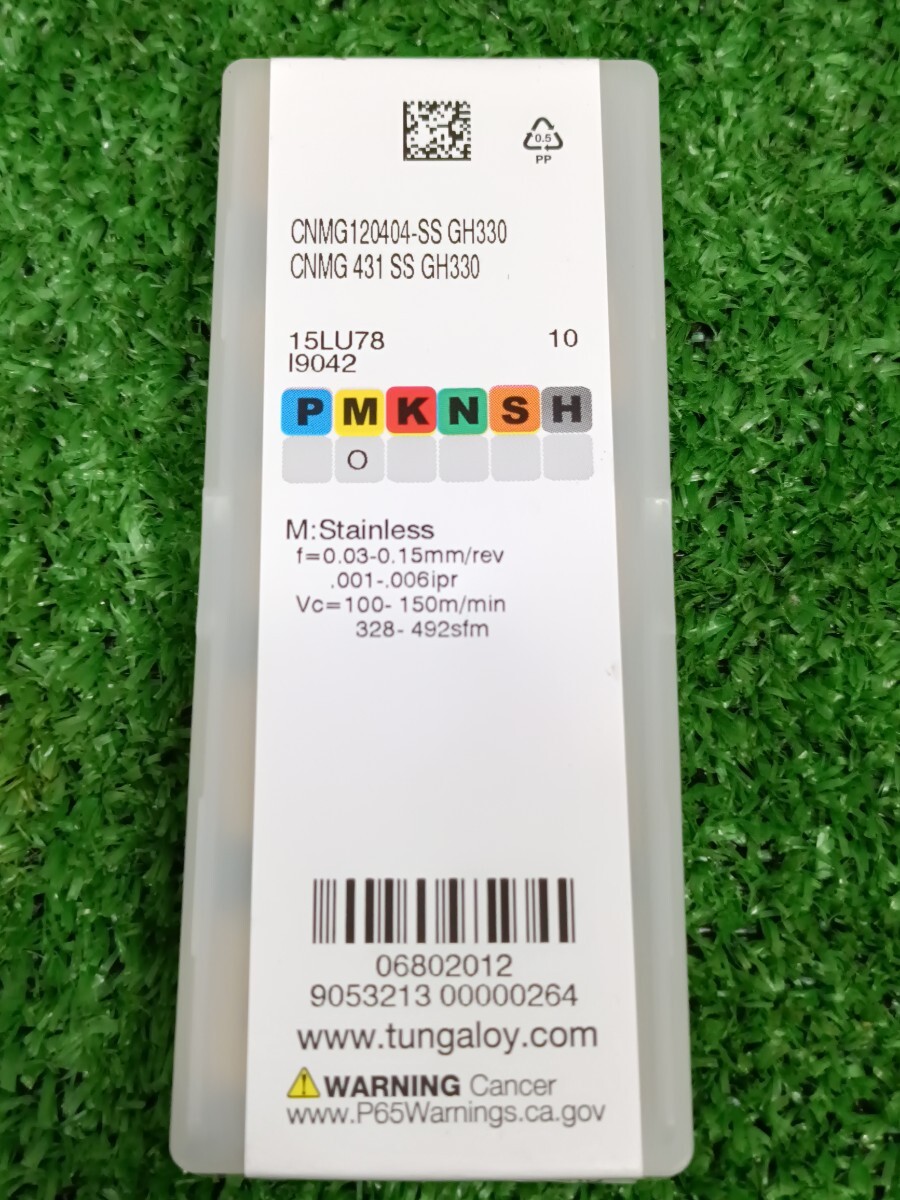 0.5
PP
CNMG120404-SS GH330
CNMG 431 SS GH330
15LU78 10
I9042
P M K N S H
O
M:Stainless
f=0.03-0.15mm/rev
.001-.006ipr
Vc=100- 150m/min
328- 492sfm
06802012
9053213 00000264
www.tungaloy.com
WARNING Cancer
www.P65Warnings.ca.gov